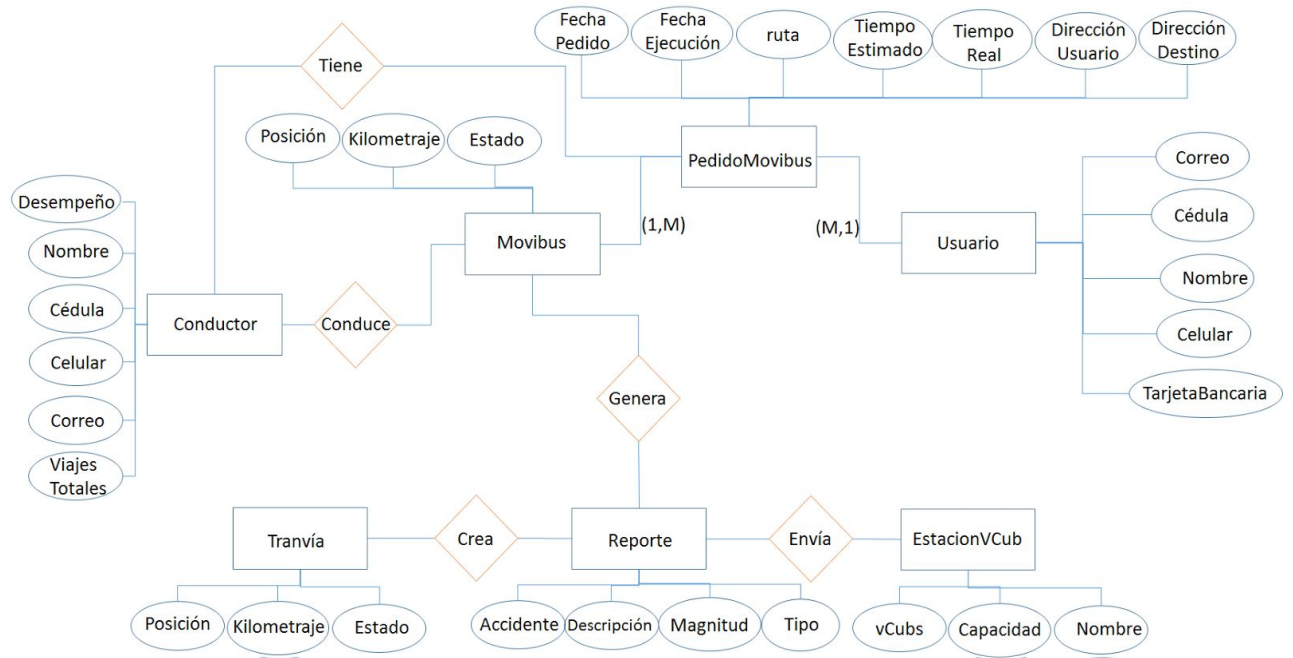 Fecha
Pedido
Fecha
Ejecución
ruta
Tiempo
Estimado
Tiempo
Real
Dirección
Usuario
Dirección
Destino
Tiene
Posición
Kilometraje
Estado
PedidoMovibus
Correo
Desempeño
Cédula
(1,M)
(M,1)
Movibus
Usuario
Nombre
Nombre
Cédula
Conductor
Conduce
Celular
Celular
TarjetaBancaria
Genera
Correo
Viajes
Totales
Tranvía
Crea
Reporte
Envía
EstacionVCub
Posición
Kilometraje
Estado
Accidente
Descripción
Magnitud
Tipo
vCubs
Capacidad
Nombre